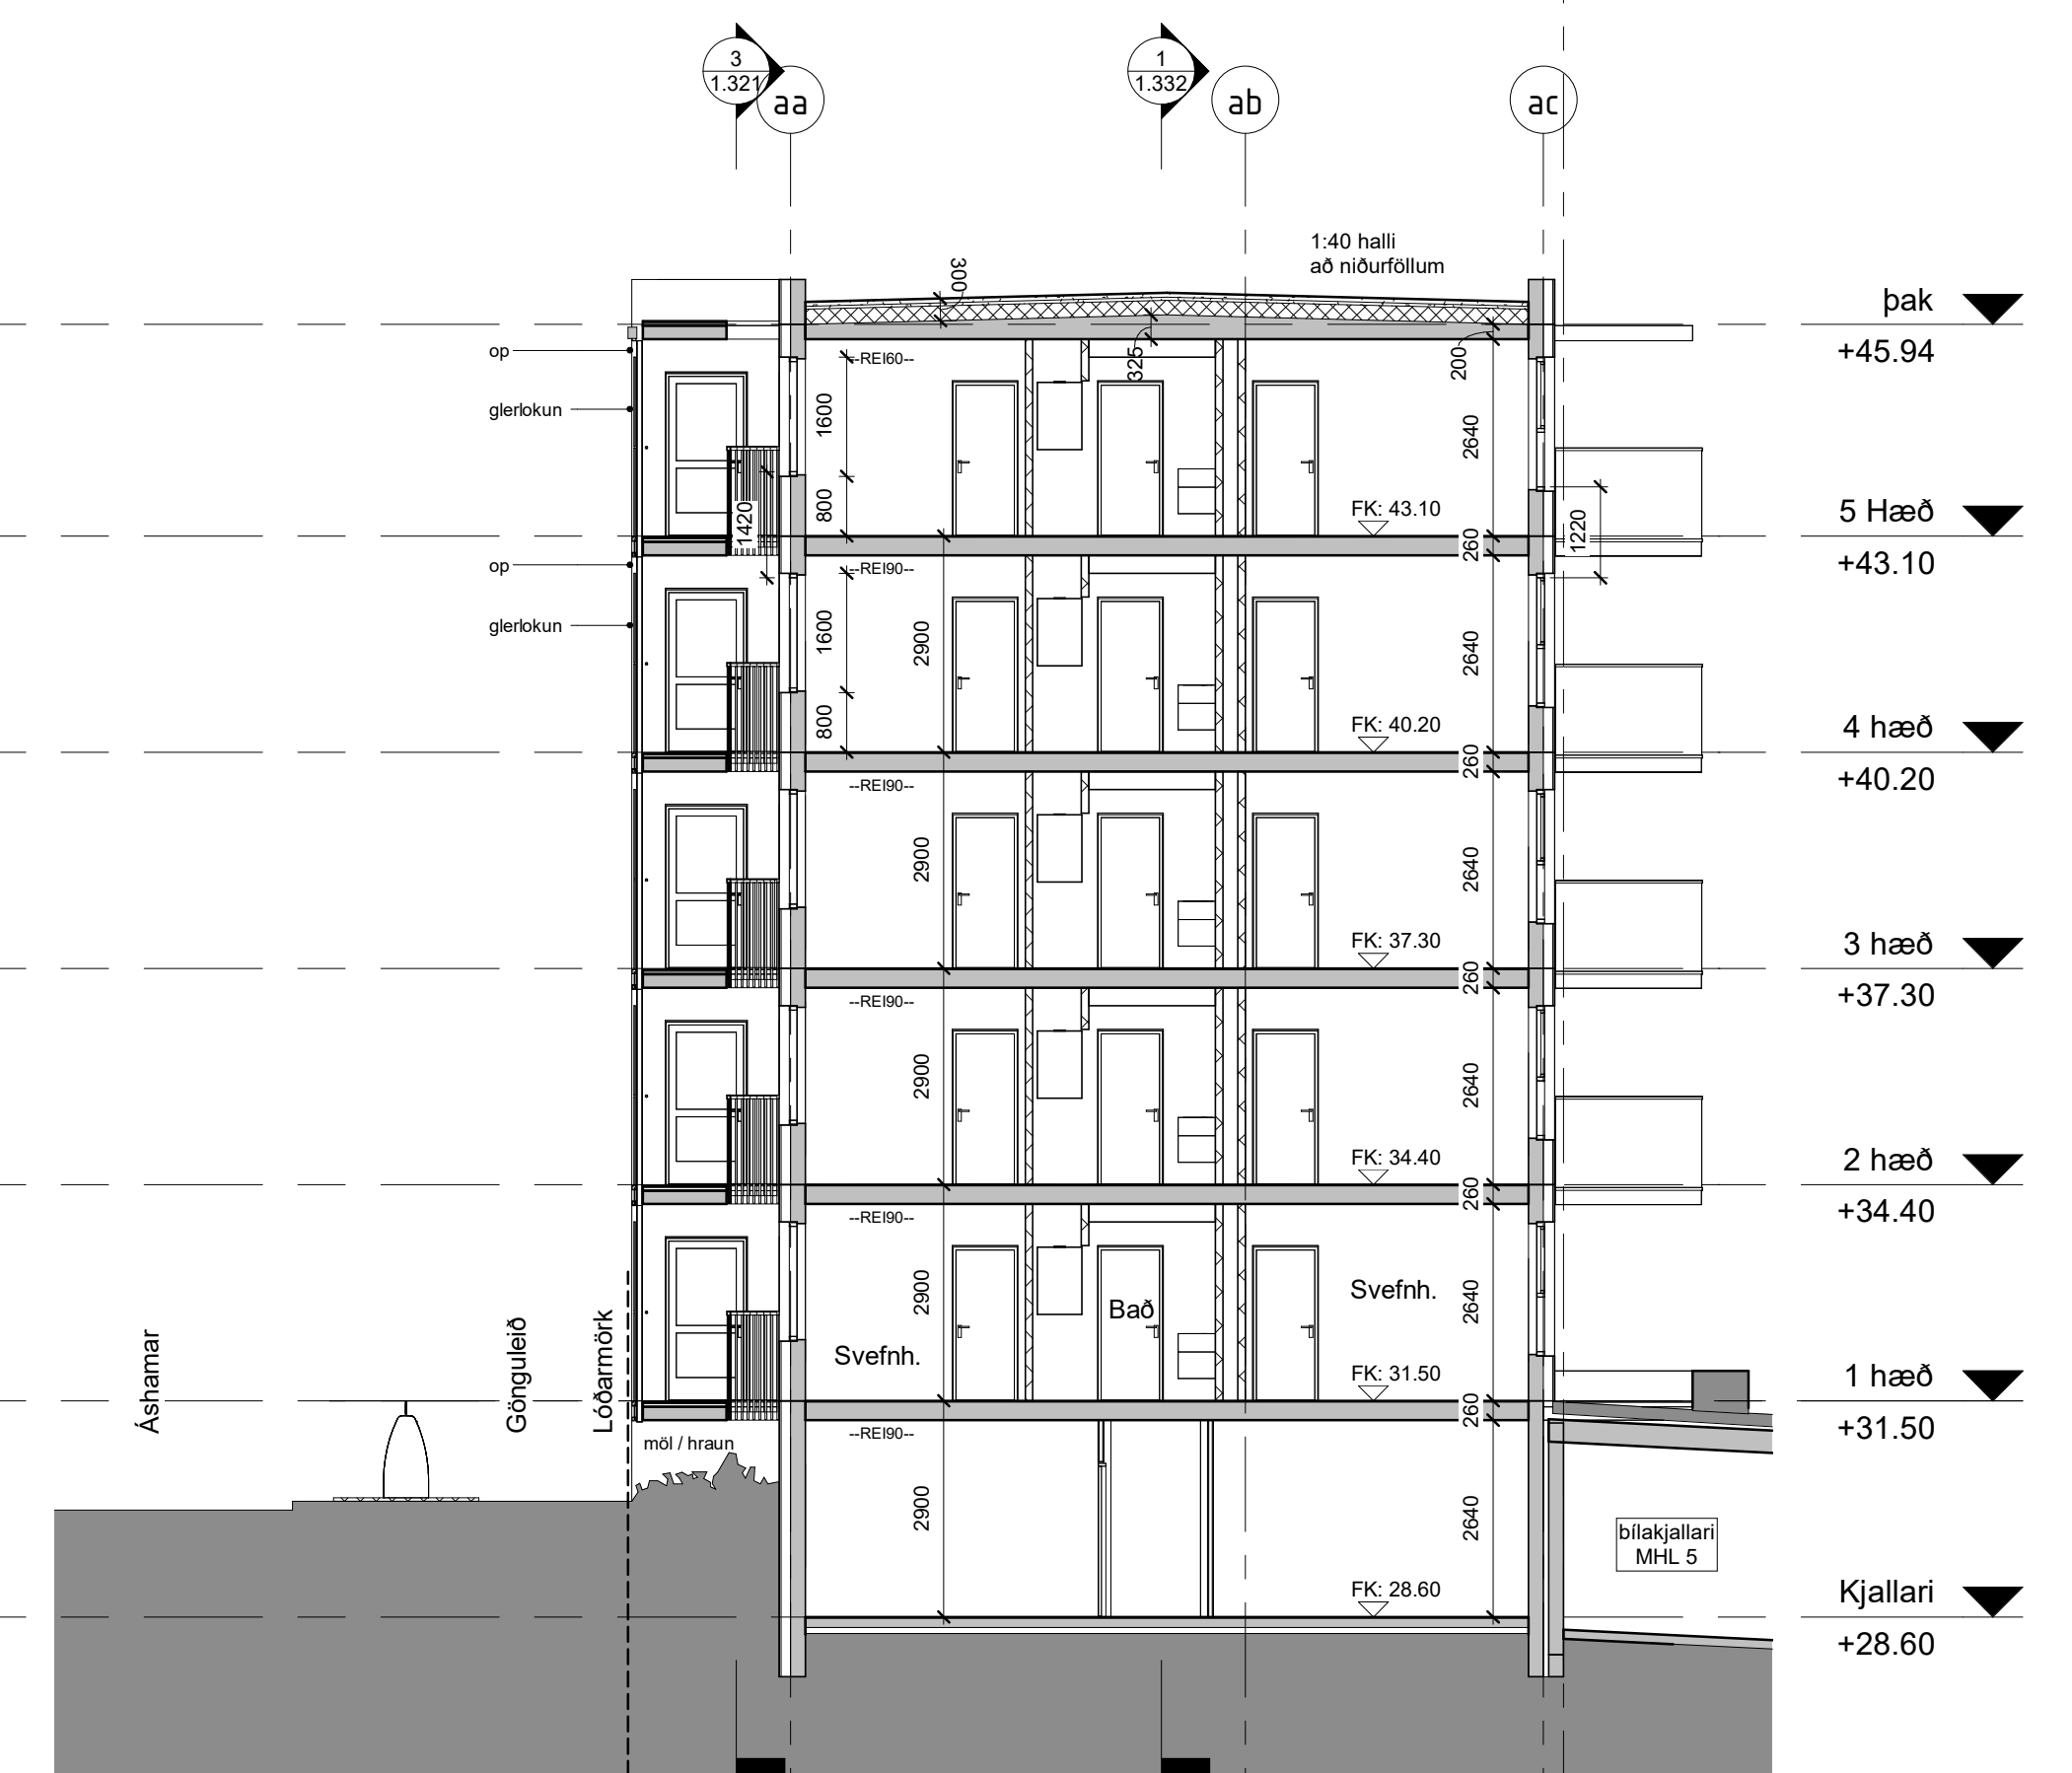 3
1.321
aa
1
1.332
ab
ac
1:40 halli
að niðurföllum
300
þak
+45.94
op
--REI60--
325
200
glerlokun
1600
2640
800
1420
FK: 43.10
1220
5 Hæð
+43.10
260
op
--REI90--
glerlokun
1600
2900
2640
800
FK: 40.20
4 hæð
+40.20
260
--REI90--
2900
2640
FK: 37.30
3 hæð
+37.30
260
--REI90--
2900
2640
FK: 34.40
2 hæð
+34.40
260
--REI90--
2900
2640
Svefnh.
Bað
Svefnh.
Áshamar
Gönguleið
Lóðarmörk
FK: 31.50
1 hæð
+31.50
260
möl / hraun
--REI90--
2900
2640
bílakjallari
MHL 5
FK: 28.60
Kjallari
+28.60